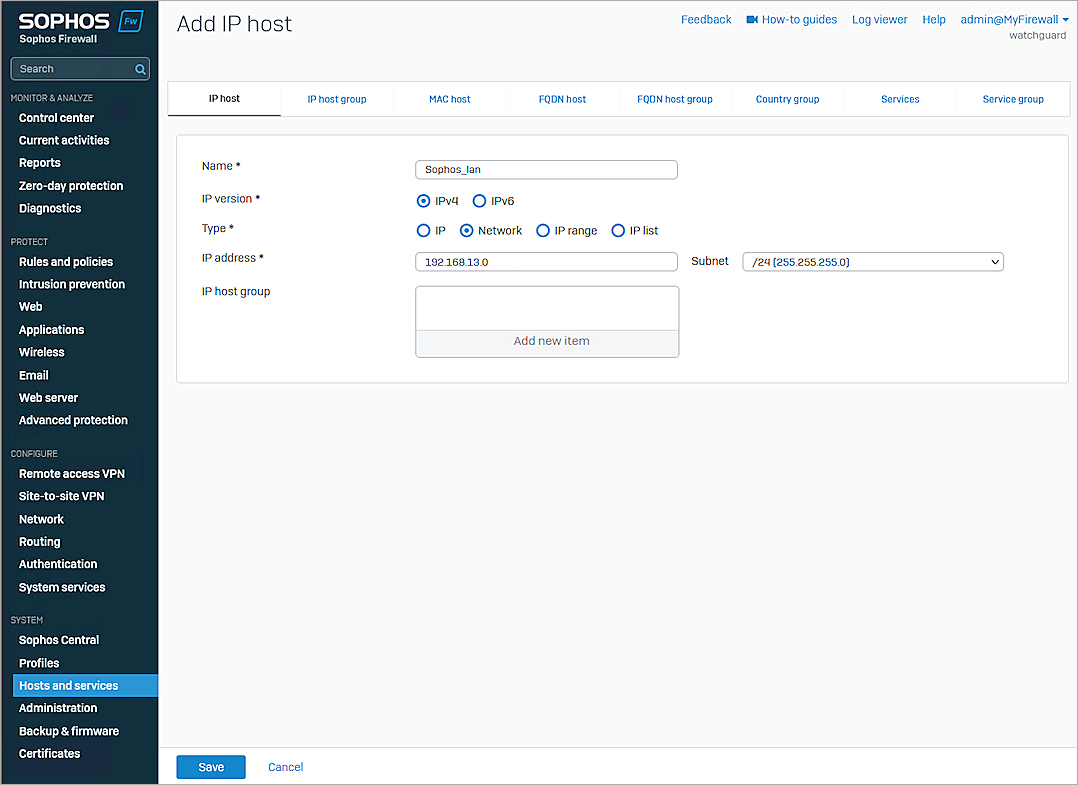 SOPHOS Fw
Sophos Firewall
Search
MONITOR & ANALYZE
Control center
Current activities
Reports
Zero-day protection
Diagnostics
PROTECT
Rules and policies
Intrusion prevention
Web
Applications
Wireless
Email
Web server
Advanced protection
CONFIGURE
Remote access VPN
Site-to-site VPN
Network
Routing
Authentication
System services
SYSTEM
Sophos Central
Profiles
Hosts and services
Administration
Backup & firmware
Certificates
Add IP host
Feedback How-to guides Log viewer Help admin@MyFirewall
watchguard
IP host IP host group MAC host FQDN host FQDN host group Country group Services Service group
Name * Sophos_lan
IP version * IPv4 IPv6
Type * IP Network IP range IP list
IP address * 192.168.13.0 Subnet /24 (255.255.255.0)
IP host group
Add new item
Save Cancel